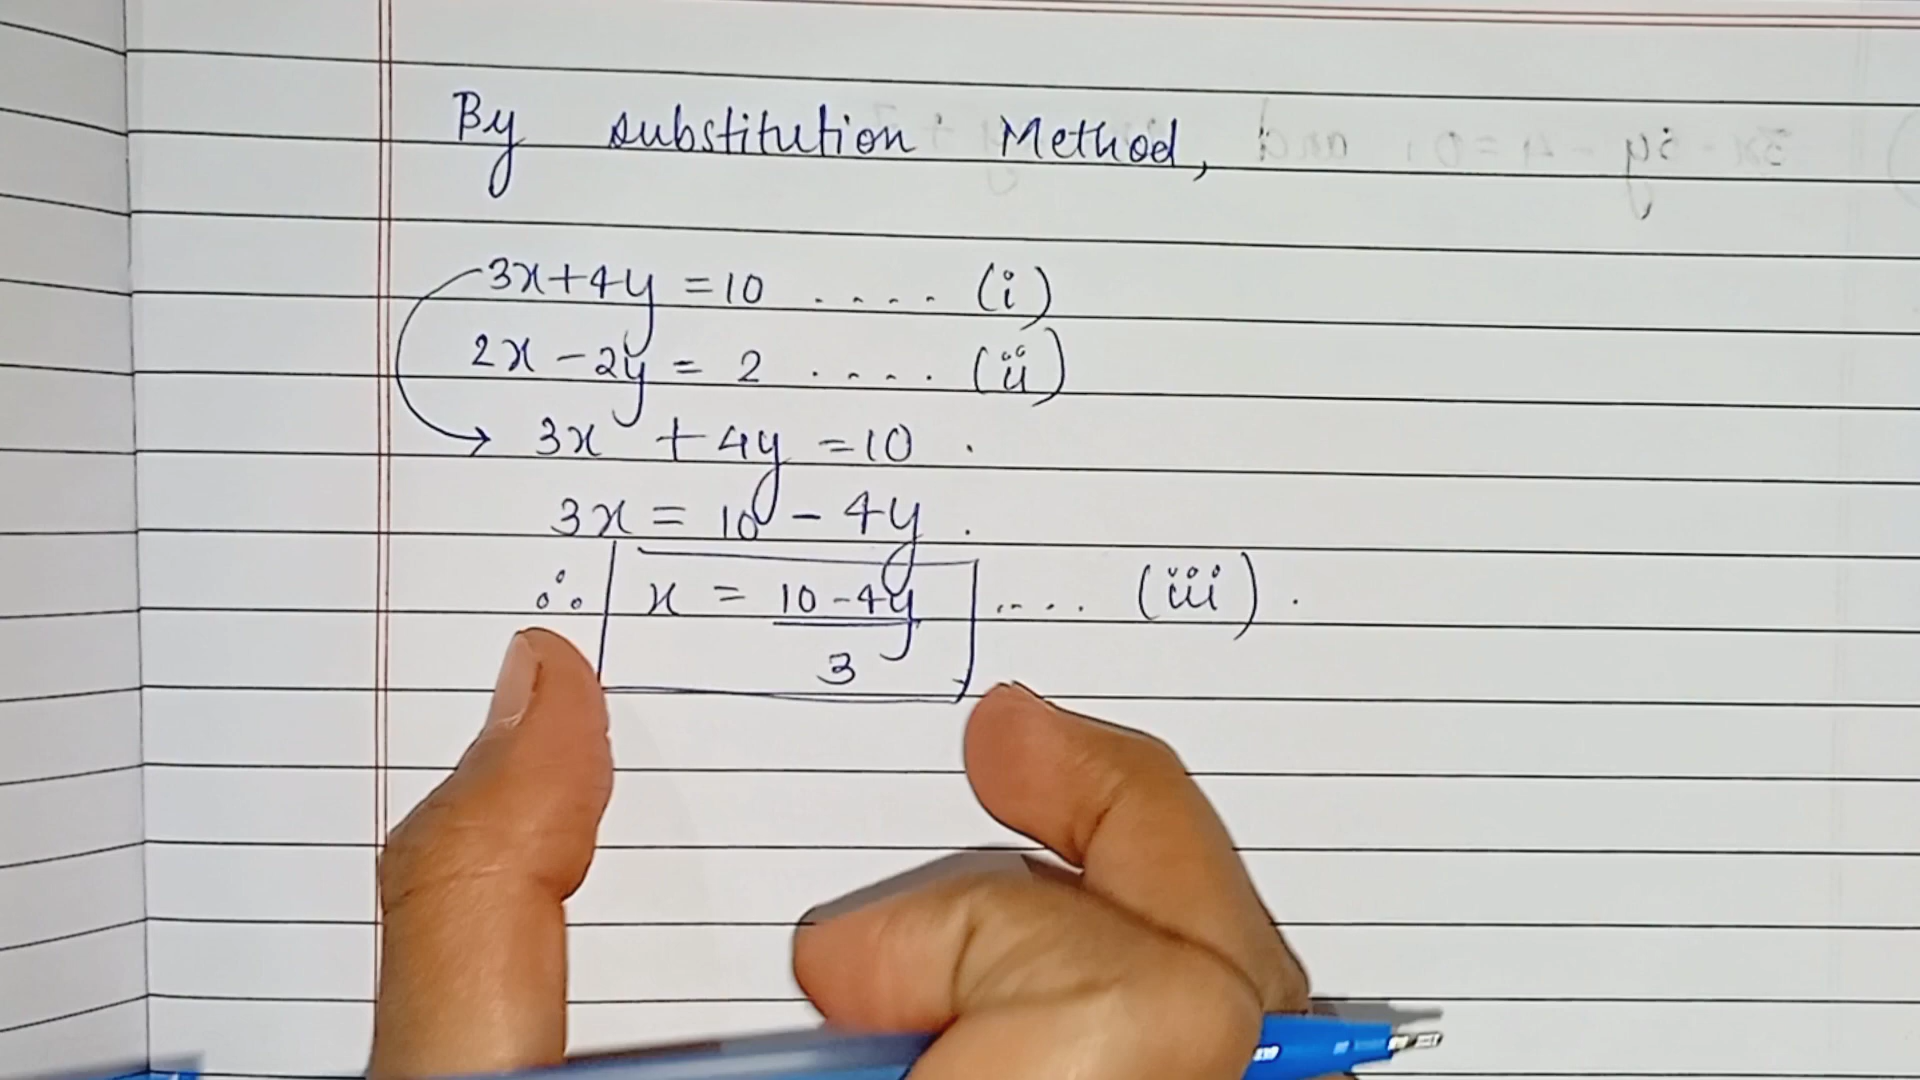 By substitution Method,
3x+4y = 10 .... (i)
2x - 2y = 2 .... (ii)
3x + 4y = 10 .
3x = 10 - 4y .
∴ x = 10 - 4y .... (iii) .
3